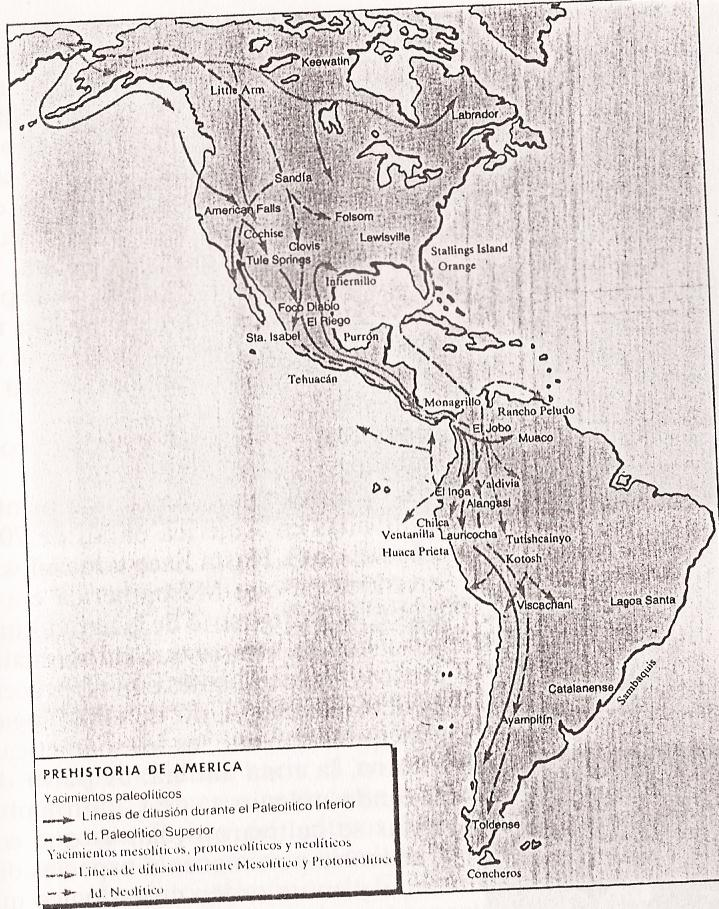 Keewatin
Little Arm
Labrador
Sandía
American Falls
Folsom
Cochise
Lewisville
Clovis
Stallings Island
Tule Springs
Orange
Infiernillo
Foco Diablo
El Riego
Sta. Isabel
Purrón
Tehuacán
Monagrillo
Rancho Peludo
El Jobo
Muaco
Valdivia
El Inga
Alangasi
Chilca
Ventanilla
Lauricocha
Tutishcainyo
Huaca Prieta
Kotosh
Viscachani
Lagoa Santa
Sambaquis
Catalanense
Ayampitín
Toldense
Concheros
PREHISTORIA DE AMERICA
Yacimientos paleolíticos
Líneas de difusión durante el Paleolítico Inferior
Id. Paleolítico Superior
Yacimientos mesolíticos, protoneolíticos y neolíticos
Líneas de difusión durante Mesolítico y Protoneolítico
Id. Neolítico